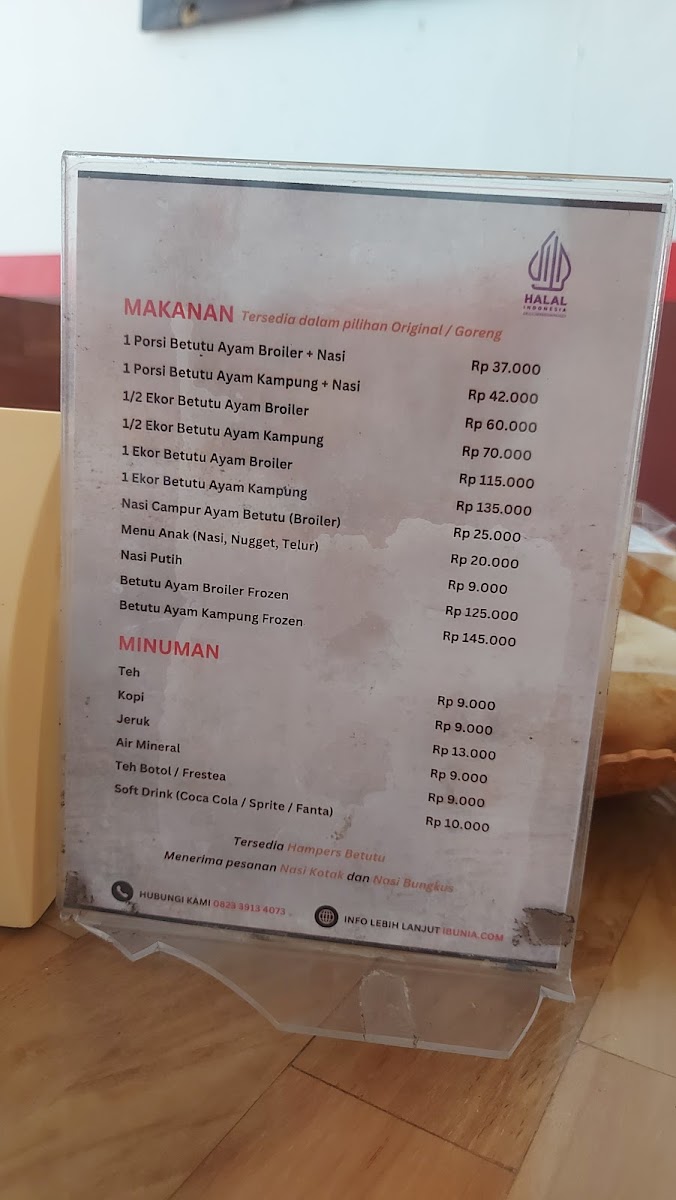 HALAL
INDONESIA
MAKANAN Tersedia dalam pilihan Original / Goreng
1 Porsi Betutu Ayam Broiler + Nasi Rp 37.000
1 Porsi Betutu Ayam Kampung + Nasi Rp 42.000
1/2 Ekor Betutu Ayam Broiler Rp 60.000
1/2 Ekor Betutu Ayam Kampung Rp 70.000
1 Ekor Betutu Ayam Broiler Rp 115.000
1 Ekor Betutu Ayam Kampung Rp 135.000
Nasi Campur Ayam Betutu (Broiler) Rp 25.000
Menu Anak (Nasi, Nugget, Telur) Rp 20.000
Nasi Putih Rp 9.000
Betutu Ayam Broiler Frozen Rp 125.000
Betutu Ayam Kampung Frozen Rp 145.000
MINUMAN
Teh Rp 9.000
Kopi Rp 9.000
Jeruk Rp 13.000
Air Mineral Rp 9.000
Teh Botol / Frestea Rp 9.000
Soft Drink (Coca Cola / Sprite / Fanta) Rp 10.000
Tersedia Hampers Betutu
Menerima pesanan Nasi Kotak dan Nasi Bungkus
HUBUNGI KAMI 0823 3913 4073 . INFO LEBIH LANJUT IBUNIA.COM